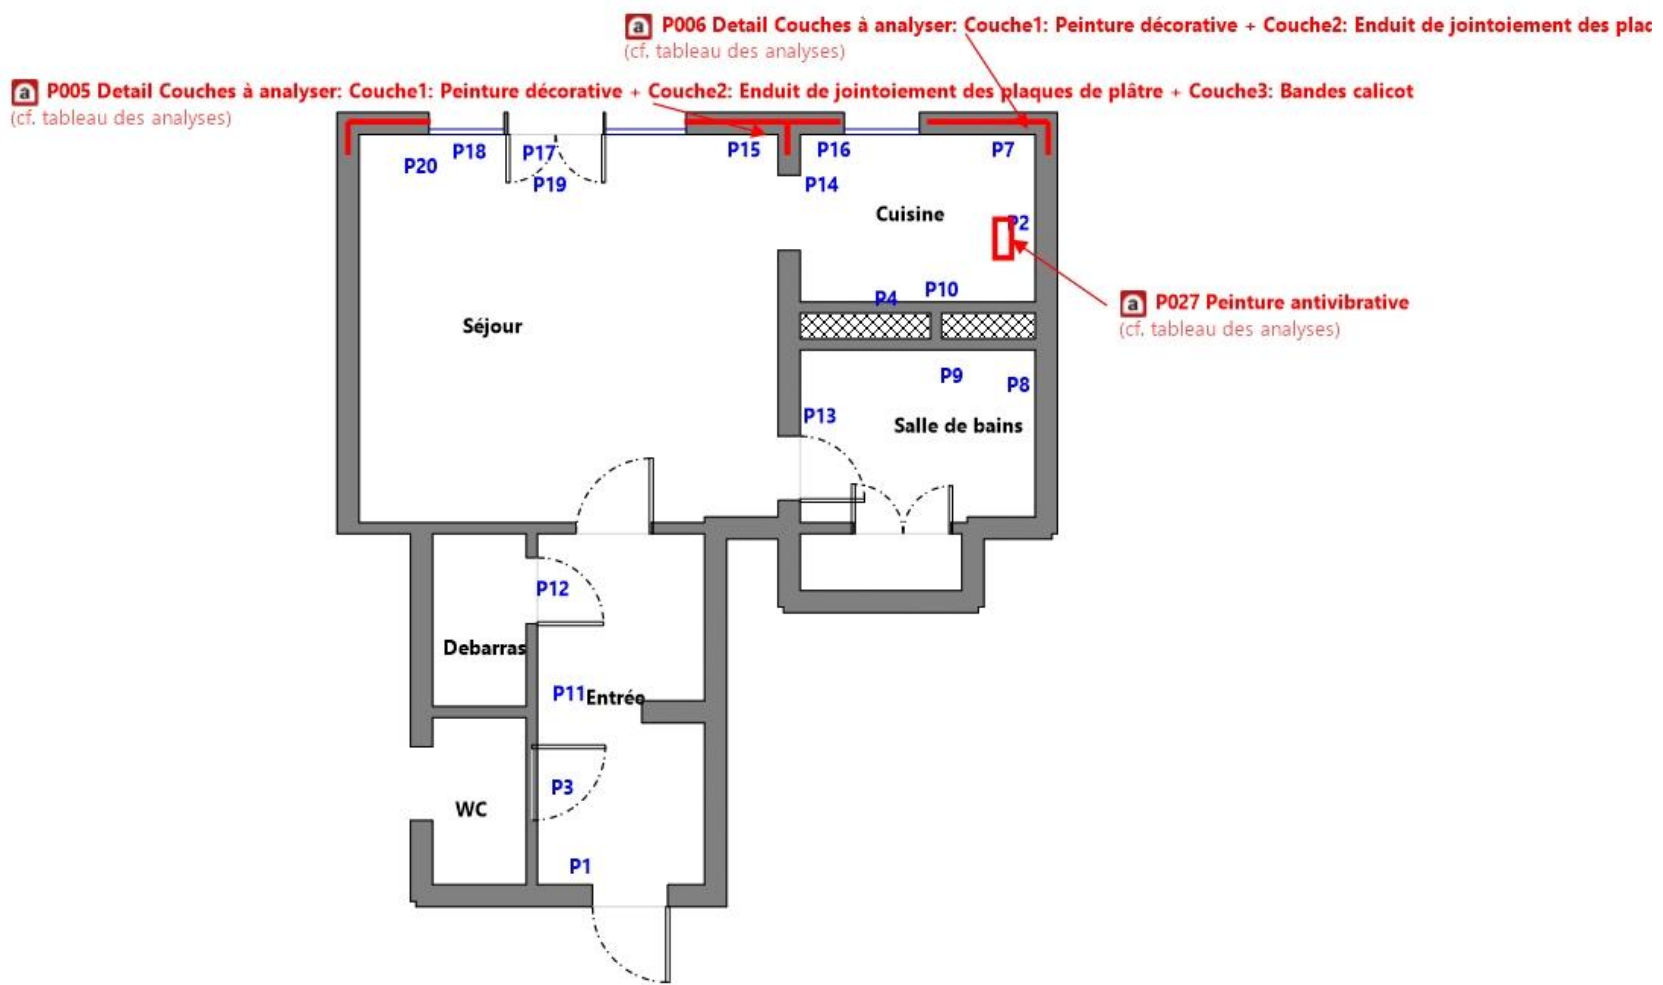 a P006 Detail Couches à analyser: Couche1: Peinture décorative + Couche2: Enduit de jointoiement des plac
(cf. tableau des analyses)
a P005 Detail Couches à analyser: Couche1: Peinture décorative + Couche2: Enduit de jointoiement des plaques de plâtre + Couche3: Bandes calicot
(cf. tableau des analyses)
P20 P18 P17 P15 P16 P7
P19 P14
Cuisine P2
P4 P10
a P027 Peinture antivibrative
(cf. tableau des analyses)
Séjour
P9 P8
P13
Salle de bains
P12
Debarras
P11 Entrée
P3
WC
P1